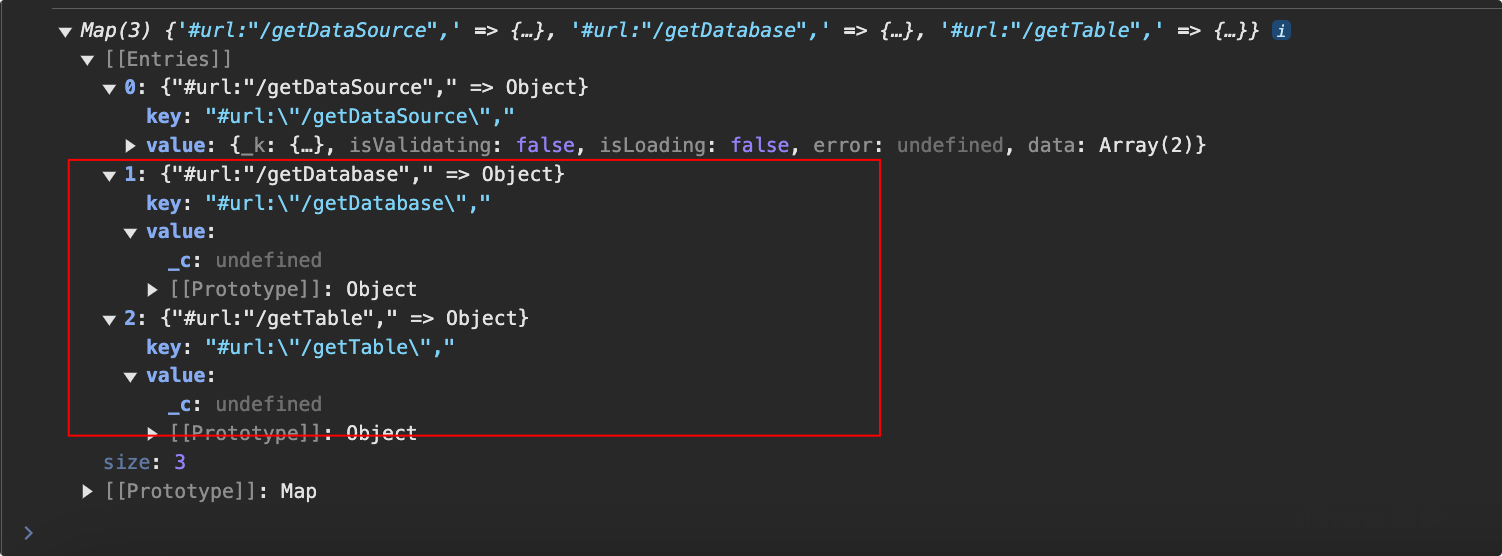 ▼ Map(3) {'#url:"/getDataSource",' => {…}, '#url:"/getDatabase",' => {…}, '#url:"/getTable",' => {…}} i
▼ [[Entries]]
▼ 0: {"#url:"/getDataSource"," => Object}
key: "#url:\"/getDataSource\","
▶ value: {_k: {…}, isValidating: false, isLoading: false, error: undefined, data: Array(2)}
▼ 1: {"#url:"/getDatabase"," => Object}
key: "#url:\"/getDatabase\","
▼ value:
_c: undefined
▶ [[Prototype]]: Object
▼ 2: {"#url:"/getTable"," => Object}
key: "#url:\"/getTable\","
▼ value:
_c: undefined
▶ [[Prototype]]: Object
size: 3
▶ [[Prototype]]: Map
>